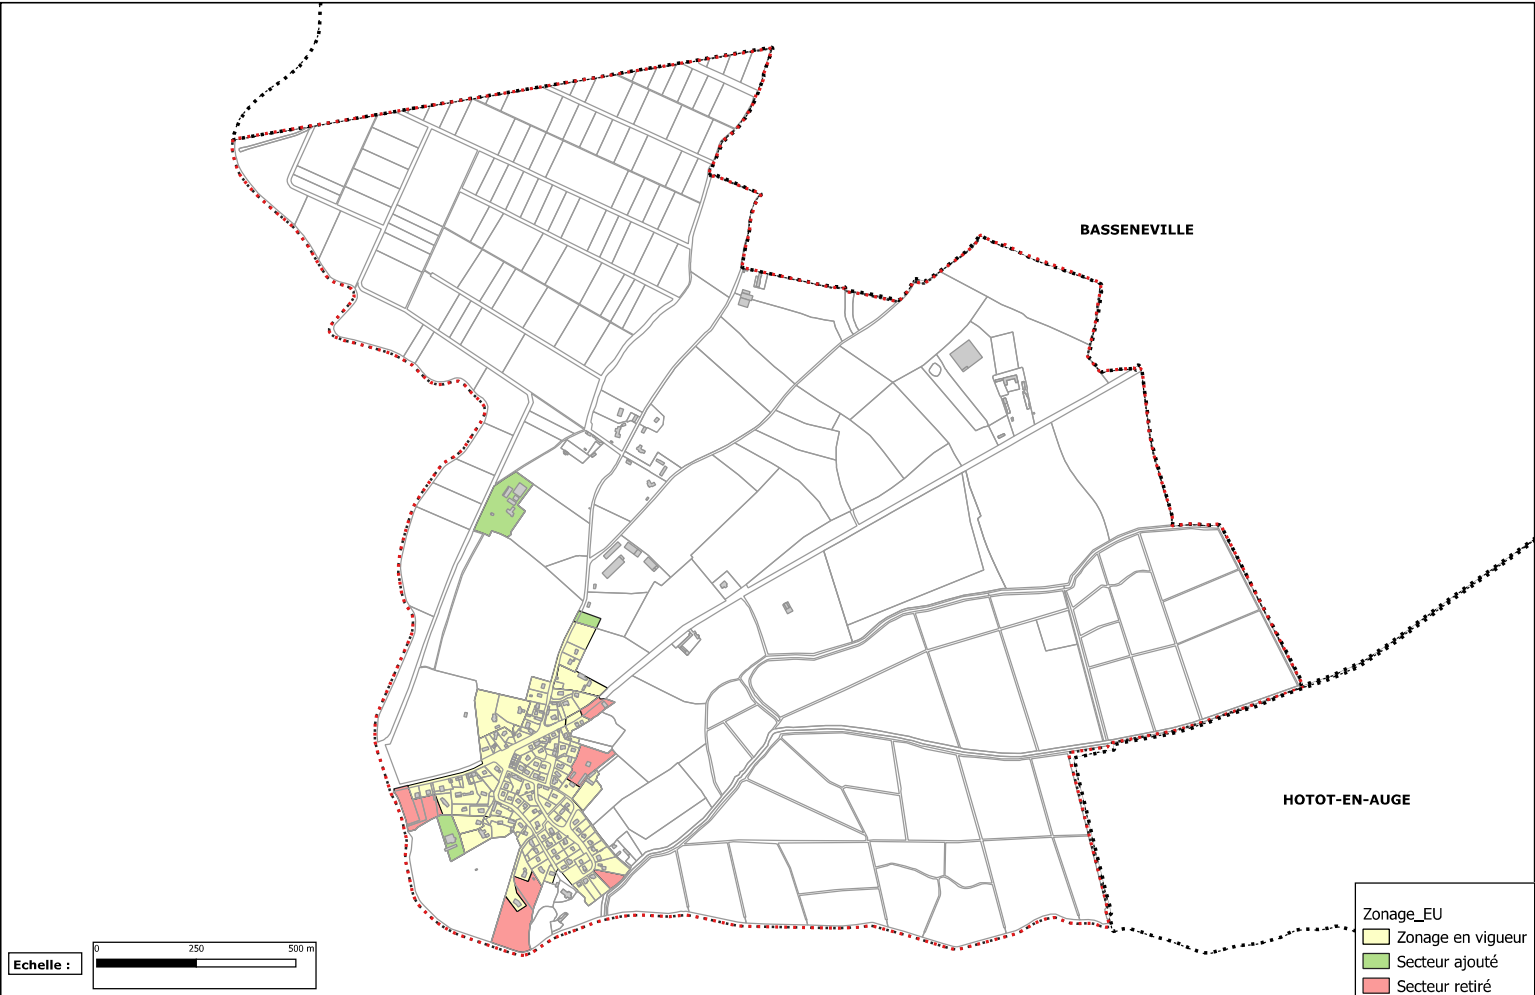 BASSENEVILLE
HOTOT-EN-AUGE
Zonage_EU
Zonage en vigueur
Secteur ajouté
Secteur retiré
Echelle :
0 250 500 m